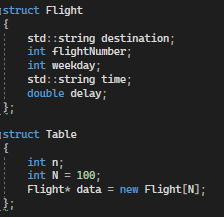 struct Flight
{
    std::string destination;
    int flightNumber;
    int weekday;
    std::string time;
    double delay;
};
struct Table
{
    int n;
    int N = 100;
    Flight* data = new Flight[N];
};